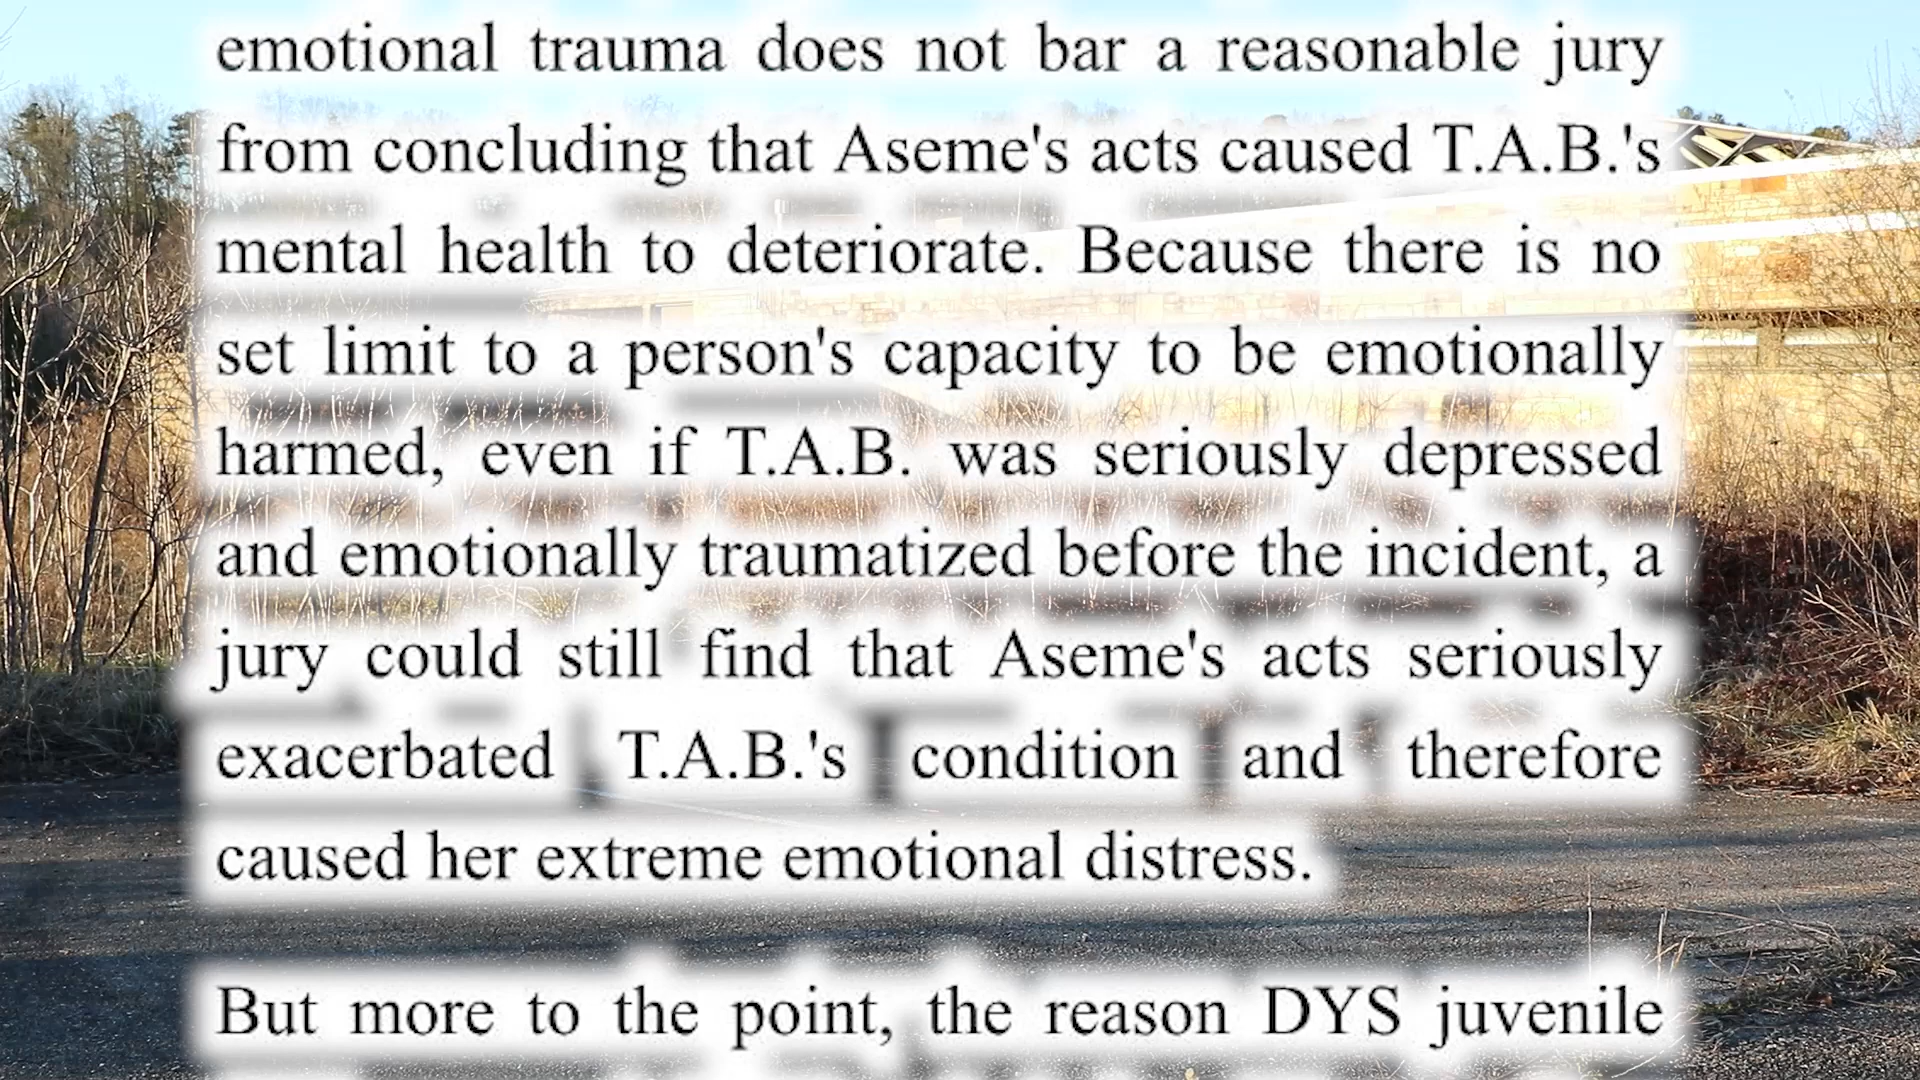 emotional trauma does not bar a reasonable jury
from concluding that Aseme's acts caused T.A.B.'s
mental health to deteriorate. Because there is no
set limit to a person's capacity to be emotionally
harmed, even if T.A.B. was seriously depressed
and emotionally traumatized before the incident, a
jury could still find that Aseme's acts seriously
exacerbated T.A.B.'s condition and therefore
caused her extreme emotional distress.
But more to the point, the reason DYS juvenile